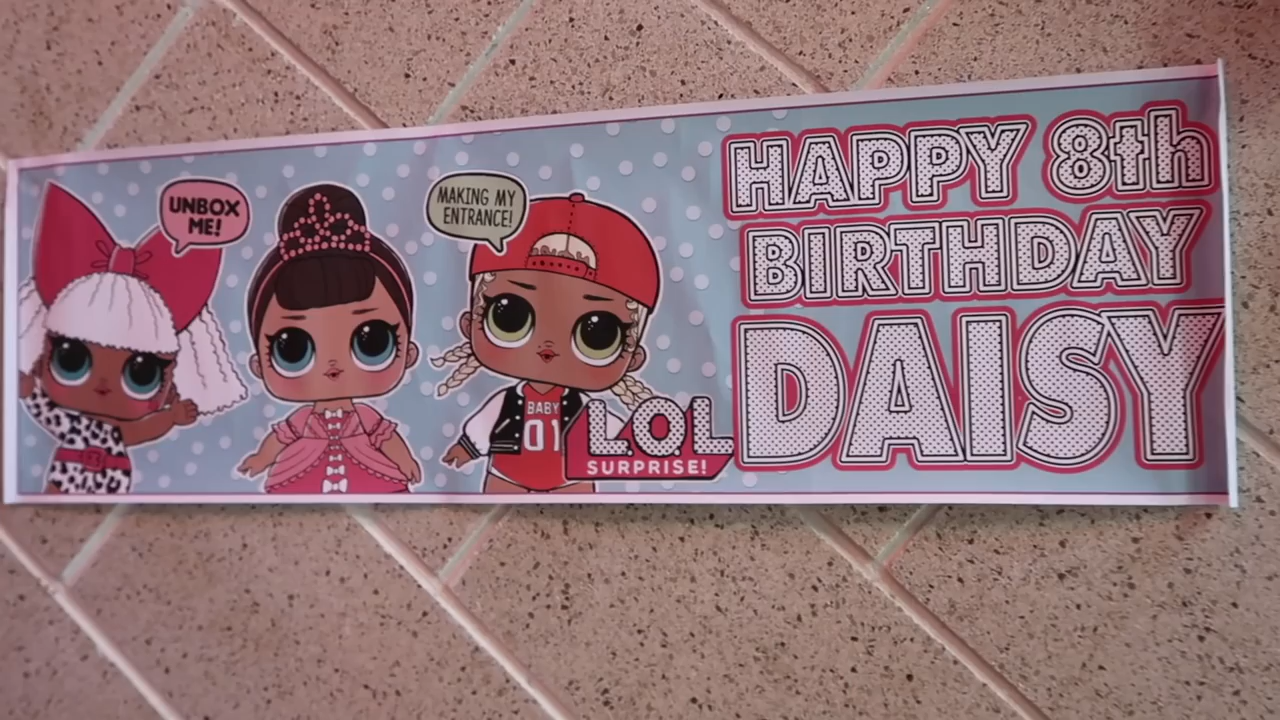 UNBOX
ME!
MAKING MY
ENTRANCE!
BABY
01
L.O.L
SURPRISE!
HAPPY 8th
BIRTHDAY
DAISY